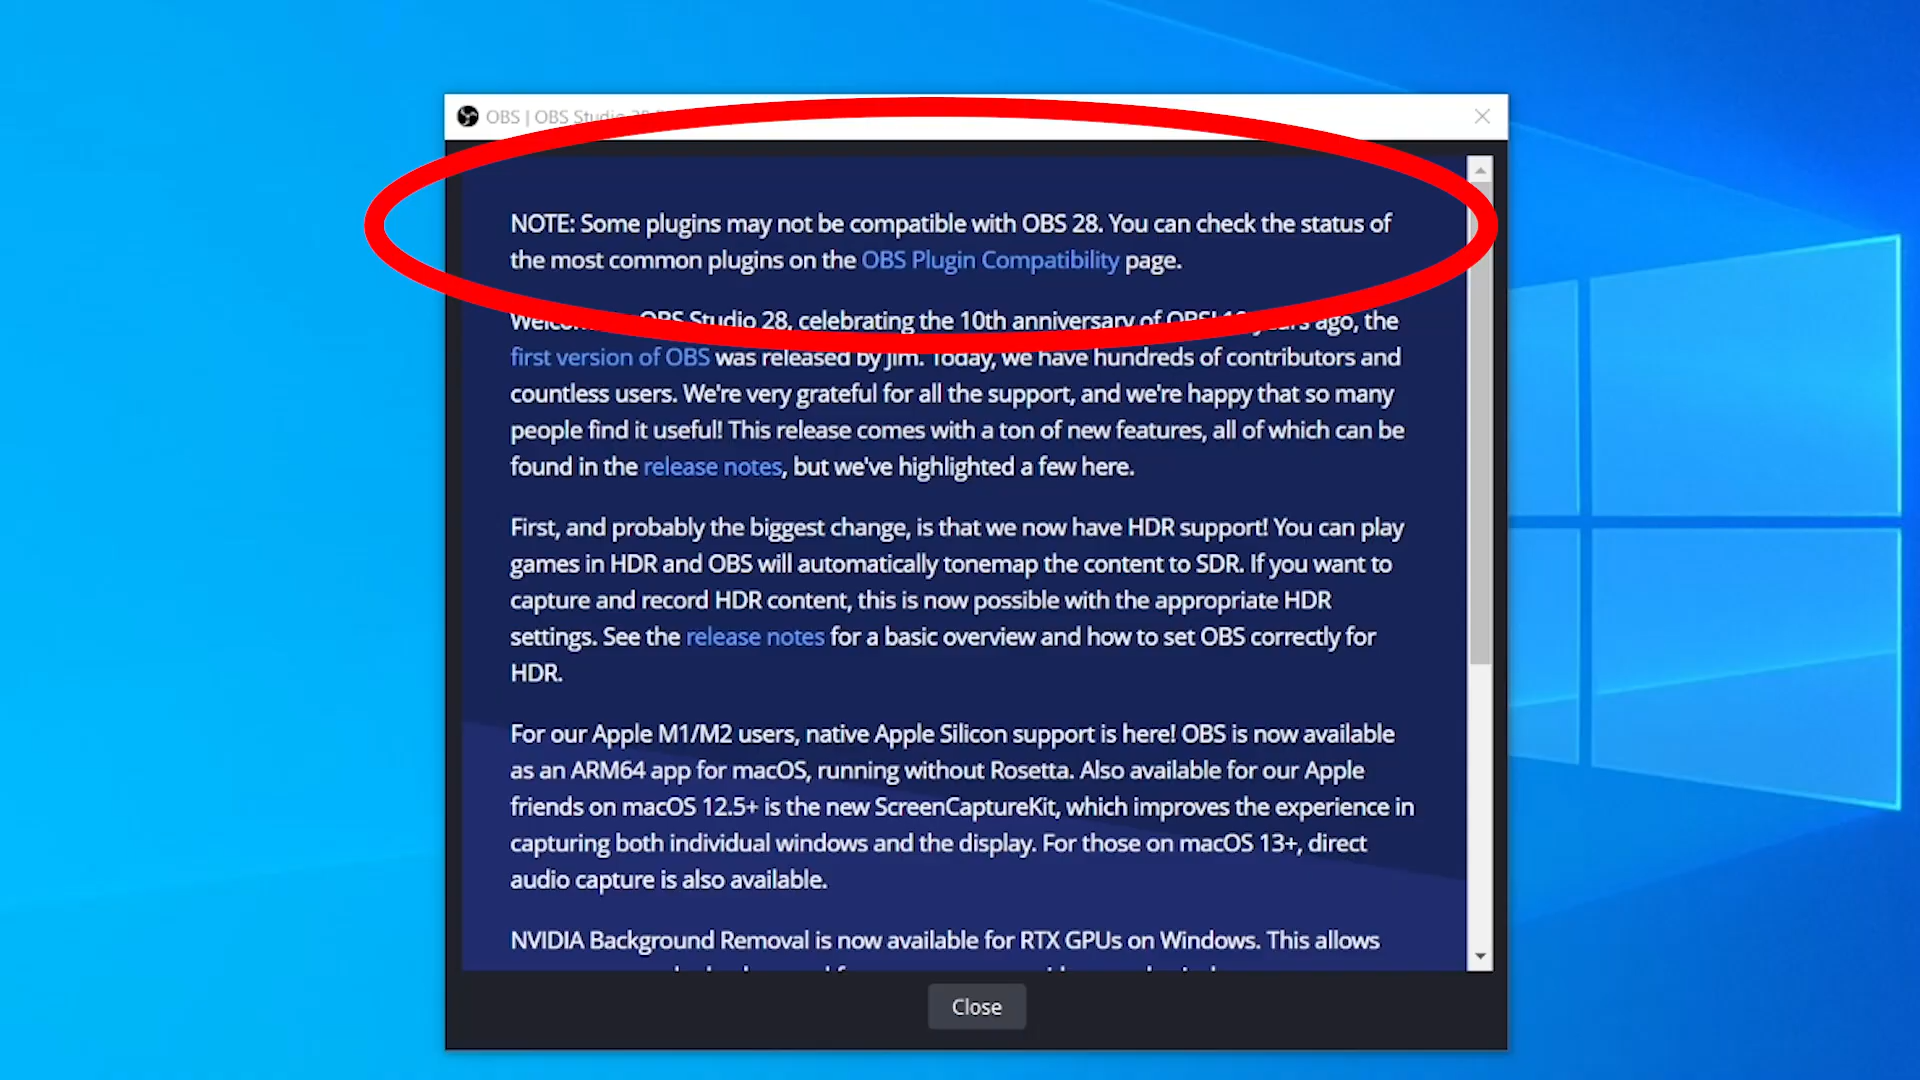 OBS | OBS Studio 28
NOTE: Some plugins may not be compatible with OBS 28. You can check the status of
the most common plugins on the OBS Plugin Compatibility page.
OBS Studio 28, celebrating the 10th anniversary of OBS! 10 years ago, the
first version of OBS was released by Jim. Today, we have hundreds of contributors and
countless users. We're very grateful for all the support, and we're happy that so many
people find it useful! This release comes with a ton of new features, all of which can be
found in the release notes, but we've highlighted a few here.
First, and probably the biggest change, is that we now have HDR support! You can play
games in HDR and OBS will automatically tonemap the content to SDR. If you want to
capture and record HDR content, this is now possible with the appropriate HDR
settings. See the release notes for a basic overview and how to set OBS correctly for
HDR.
For our Apple M1/M2 users, native Apple Silicon support is here! OBS is now available
as an ARM64 app for macOS, running without Rosetta. Also available for our Apple
friends on macOS 12.5+ is the new ScreenCaptureKit, which improves the experience in
capturing both individual windows and the display. For those on macOS 13+, direct
audio capture is also available.
NVIDIA Background Removal is now available for RTX GPUs on Windows. This allows
Close